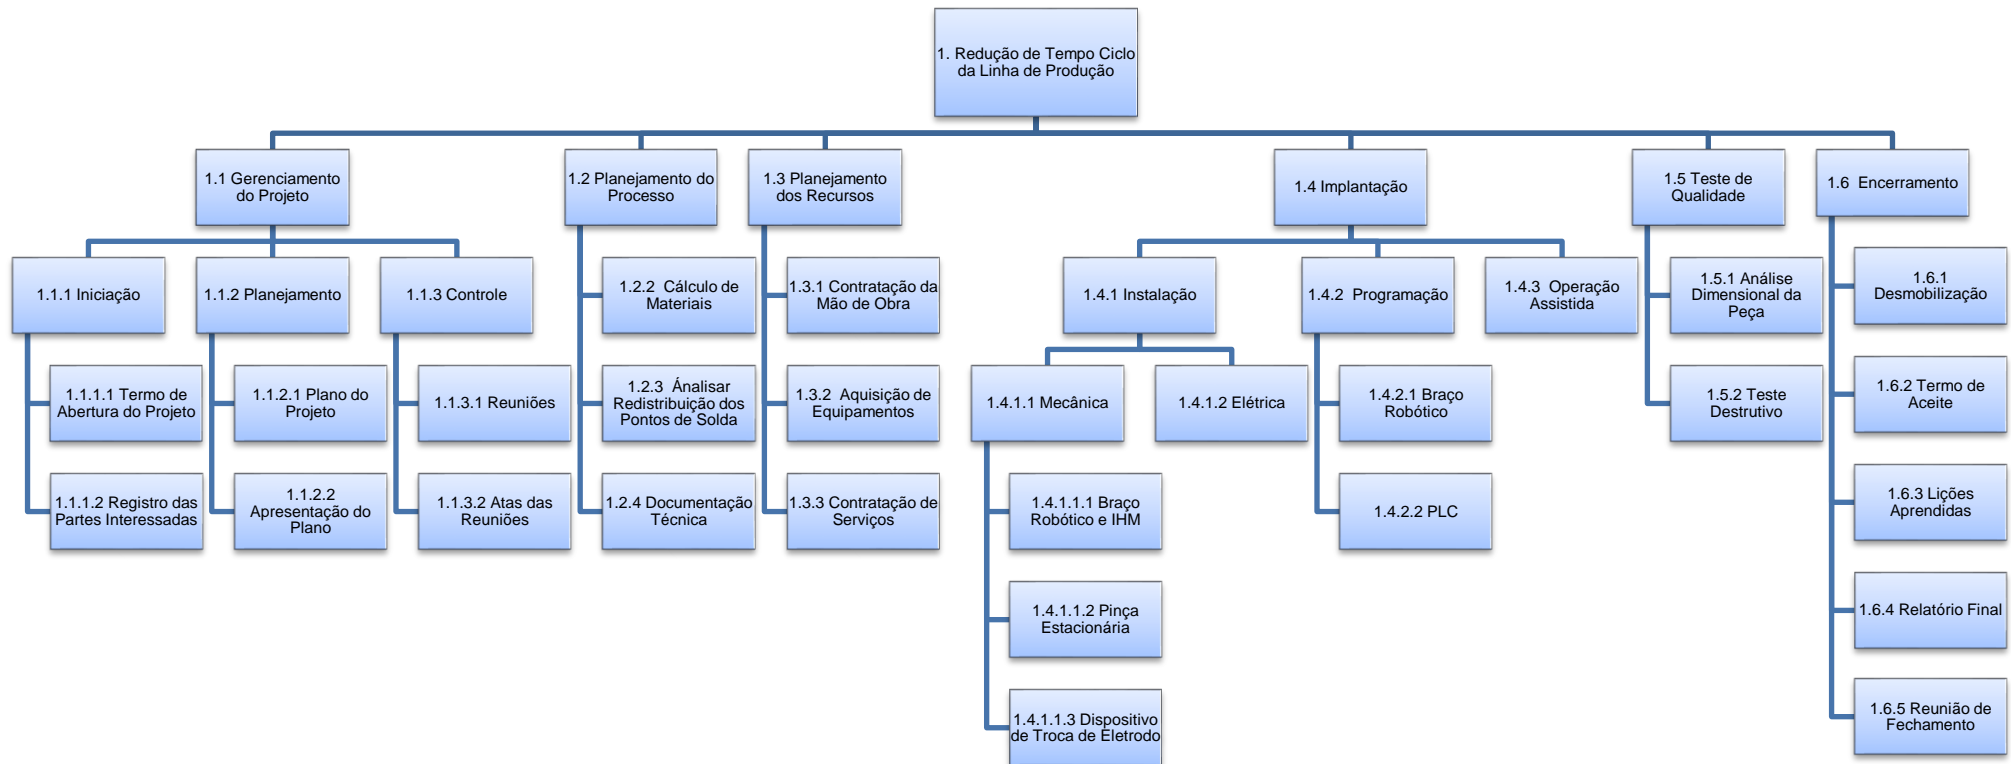 1. Redução de Tempo Ciclo
da Linha de Produção
1.1 Gerenciamento
do Projeto
1.2 Planejamento do
Processo
1.3 Planejamento
dos Recursos
1.4 Implantação
1.5 Teste de
Qualidade
1.6 Encerramento
1.1.1 Iniciação
1.1.2 Planejamento
1.1.3 Controle
1.2.2 Cálculo de
Materiais
1.3.1 Contratação da
Mão de Obra
1.4.1 Instalação
1.4.2 Programação
1.4.3 Operação
Assistida
1.5.1 Análise
Dimensional da
Peça
1.6.1
Desmobilização
1.1.1.1 Termo de
Abertura do Projeto
1.1.2.1 Plano do
Projeto
1.1.3.1 Reuniões
1.2.3 Ánalisar
Redistribuição dos
Pontos de Solda
1.3.2 Aquisição de
Equipamentos
1.4.1.1 Mecânica
1.4.1.2 Elétrica
1.4.2.1 Braço
Robótico
1.5.2 Teste
Destrutivo
1.6.2 Termo de
Aceite
1.1.1.2 Registro das
Partes Interessadas
1.1.2.2
Apresentação do
Plano
1.1.3.2 Atas das
Reuniões
1.2.4 Documentação
Técnica
1.3.3 Contratação de
Serviços
1.4.1.1.1 Braço
Robótico e IHM
1.4.2.2 PLC
1.6.3 Lições
Aprendidas
1.4.1.1.2 Pinça
Estacionária
1.6.4 Relatório Final
1.4.1.1.3 Dispositivo
de Troca de Eletrodo
1.6.5 Reunião de
Fechamento